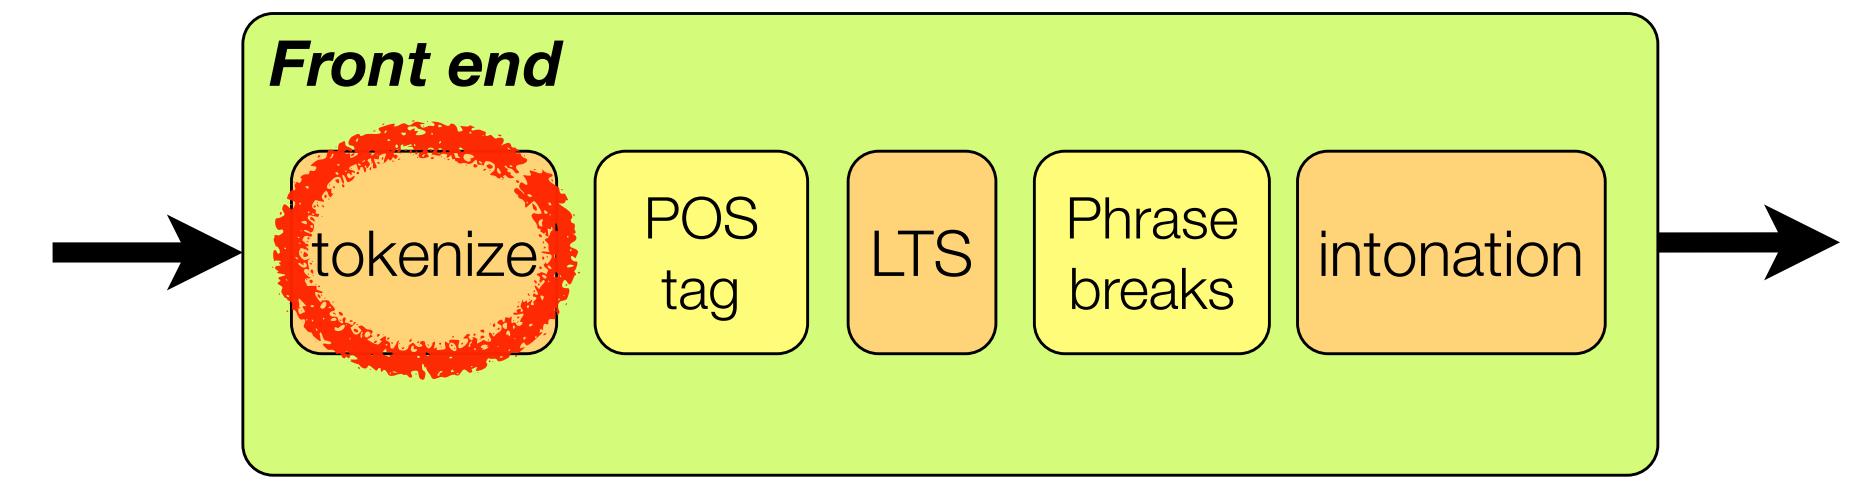 Front end
tokenize
POS
tag
LTS
Phrase
breaks
intonation